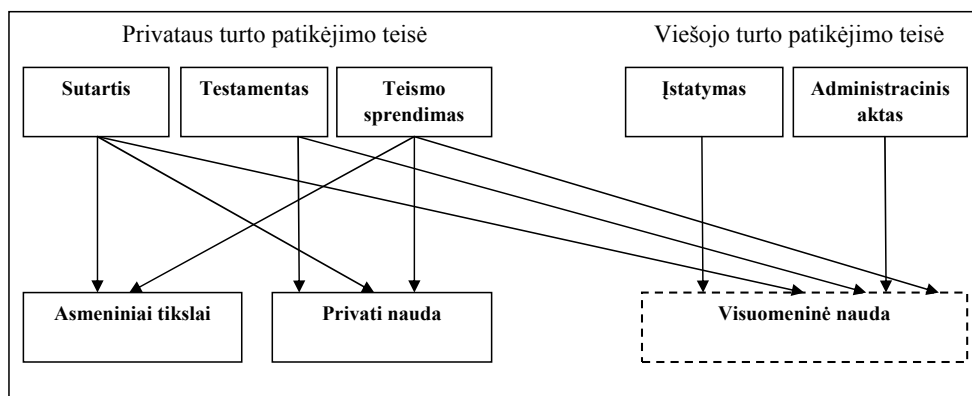 Privataus turto patikėjimo teisė
Viešojo turto patikėjimo teisė
Sutartis
Testamentas
Teismo
sprendimas
Įstatymas
Administracinis
aktas
Asmeniniai tikslai
Privati nauda
Visuomeninė nauda